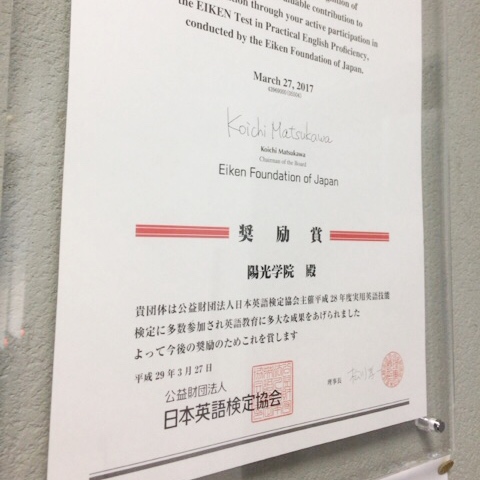 luable contribution to
tion through your active participation in
the EIKEN Test in Practical English Proficiency,
conducted by the Eiken Foundation of Japan.
March 27, 2017
Koichi Matsukawa
Koichi Matsukawa
Chairman of the Board
Eiken Foundation of Japan
奨励賞
陽光学院 殿
貴団体は公益財団法人日本英語検定協会主催平成28年度実用英語技能
検定に多数参加され英語教育に多大な成果をあげられました
よって今後の奨励のためこれを賞します
平成29年3月27日
公益財団法人
日本英語検定協会
理事長